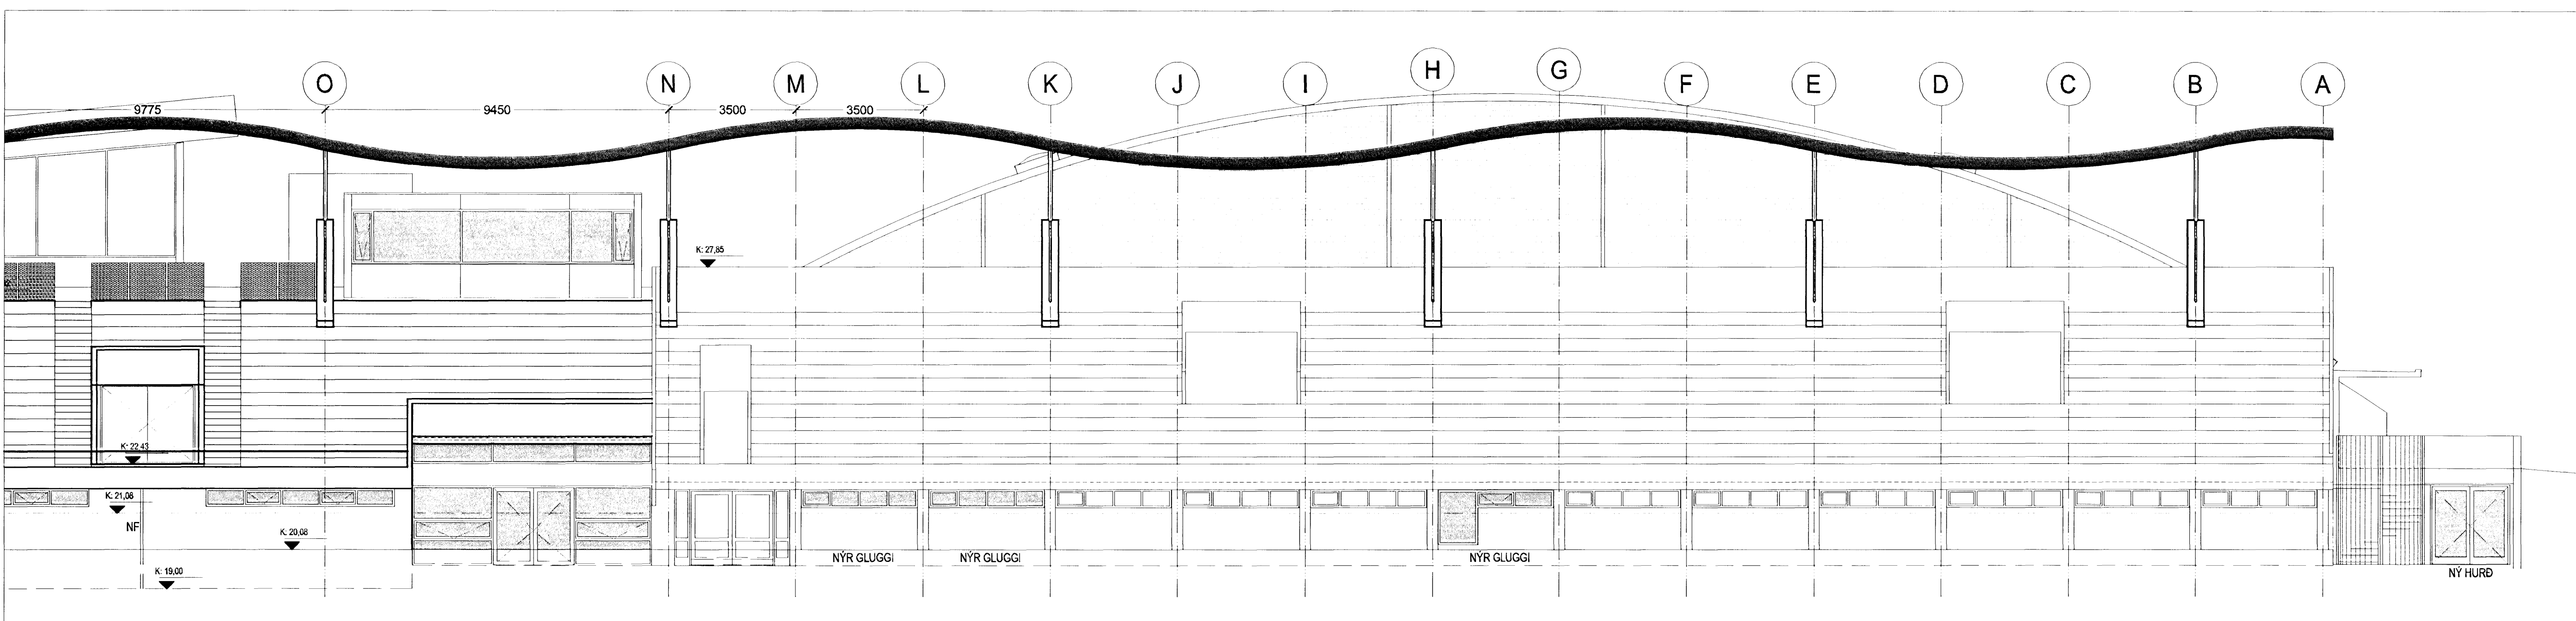 O N M L K J I H G F E D C B A
9775 9450 3500 3500
K: 27,85
K: 22,43
K: 21,08
NF
K: 20,08
K: 19,00
NÝR GLUGGI NÝR GLUGGI NÝR GLUGGI
NÝ HURÐ